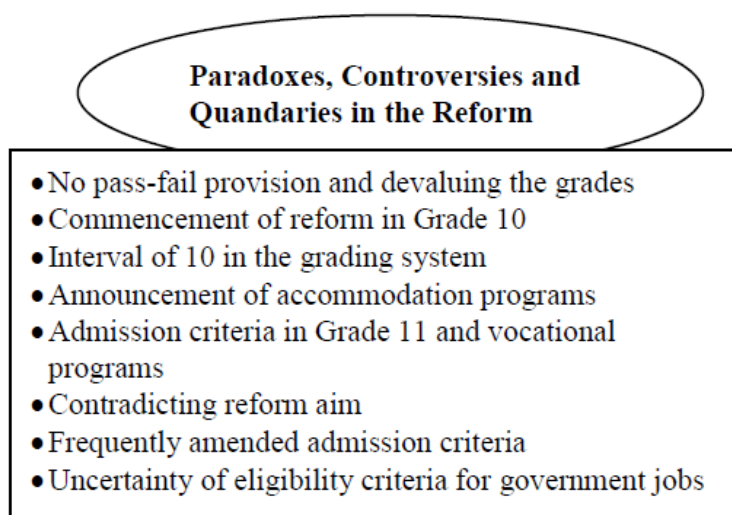 Paradoxes, Controversies and
Quandaries in the Reform
• No pass-fail provision and devaluing the grades
• Commencement of reform in Grade 10
• Interval of 10 in the grading system
• Announcement of accommodation programs
• Admission criteria in Grade 11 and vocational
programs
• Contradicting reform aim
• Frequently amended admission criteria
• Uncertainty of eligibility criteria for government jobs